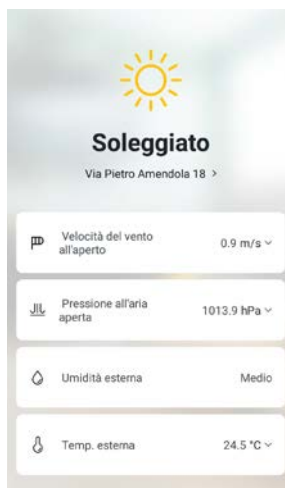 Soleggiato
Via Pietro Amendola 18 >
Velocità del vento
all'aperto
0.9 m/s
Pressione all'aria
aperta
1013.9 hPa
Umidità esterna
Medio
Temp. esterna
24.5 °C